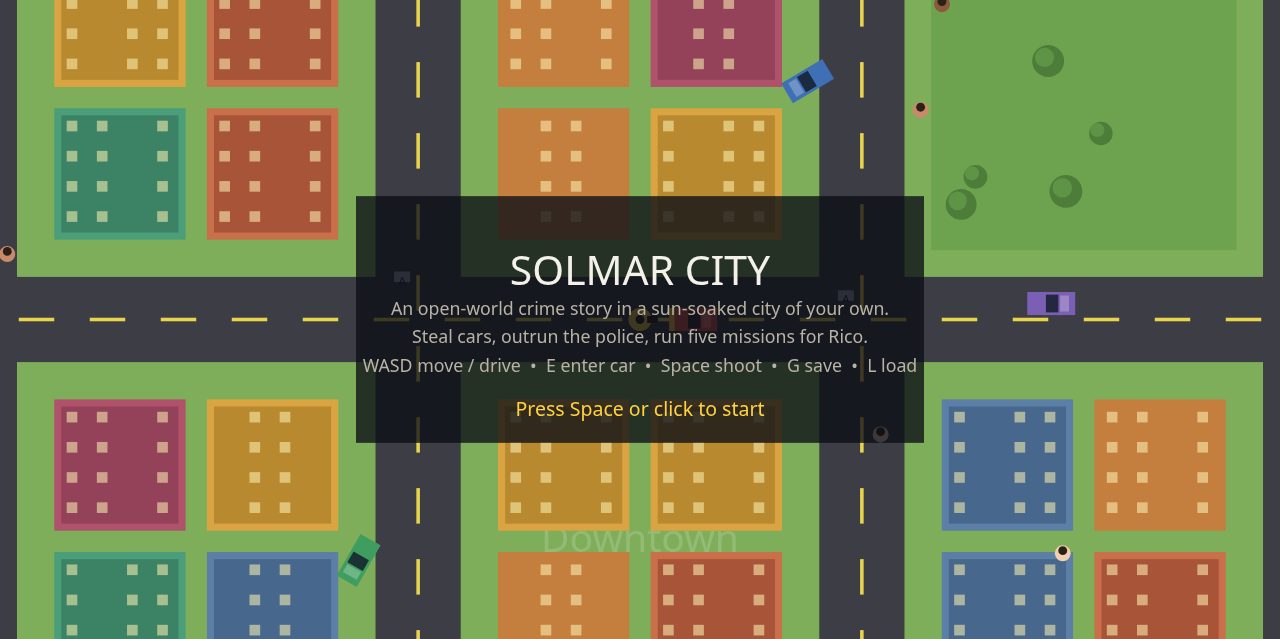 SOLMAR CITY
An open-world crime story in a sun-soaked city of your own.
Steal cars, outrun the police, run five missions for Rico.
WASD move / drive • E enter car • Space shoot • G save • L load
Press Space or click to start
Downtown